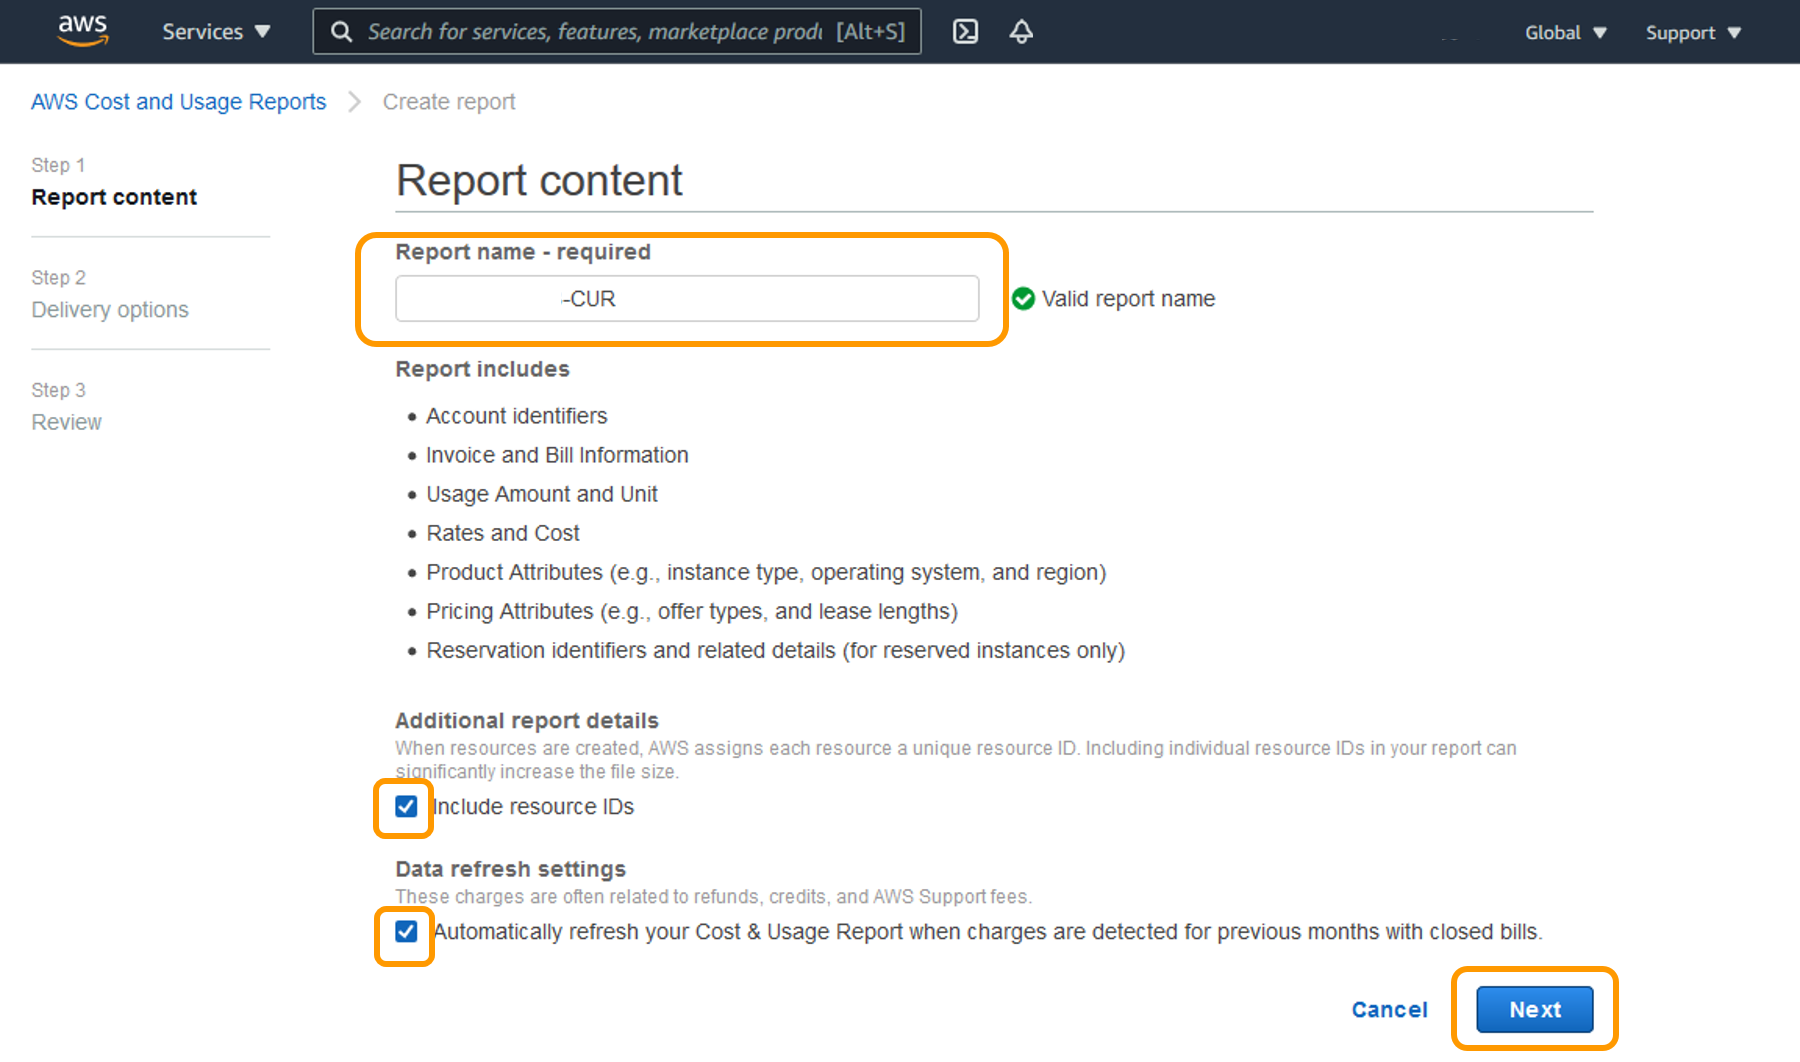 aws Services Search for services, features, marketplace produ [Alt+S] Global Support
AWS Cost and Usage Reports Create report
Step 1
Report content
Step 2
Delivery options
Step 3
Review
Report content
Report name - required
-CUR
Valid report name
Report includes
Account identifiers
Invoice and Bill Information
Usage Amount and Unit
Rates and Cost
Product Attributes (e.g., instance type, operating system, and region)
Pricing Attributes (e.g., offer types, and lease lengths)
Reservation identifiers and related details (for reserved instances only)
Additional report details
When resources are created, AWS assigns each resource a unique resource ID. Including individual resource IDs in your report can
significantly increase the file size.
Include resource IDs
Data refresh settings
These charges are often related to refunds, credits, and AWS Support fees.
Automatically refresh your Cost & Usage Report when charges are detected for previous months with closed bills.
Cancel Next